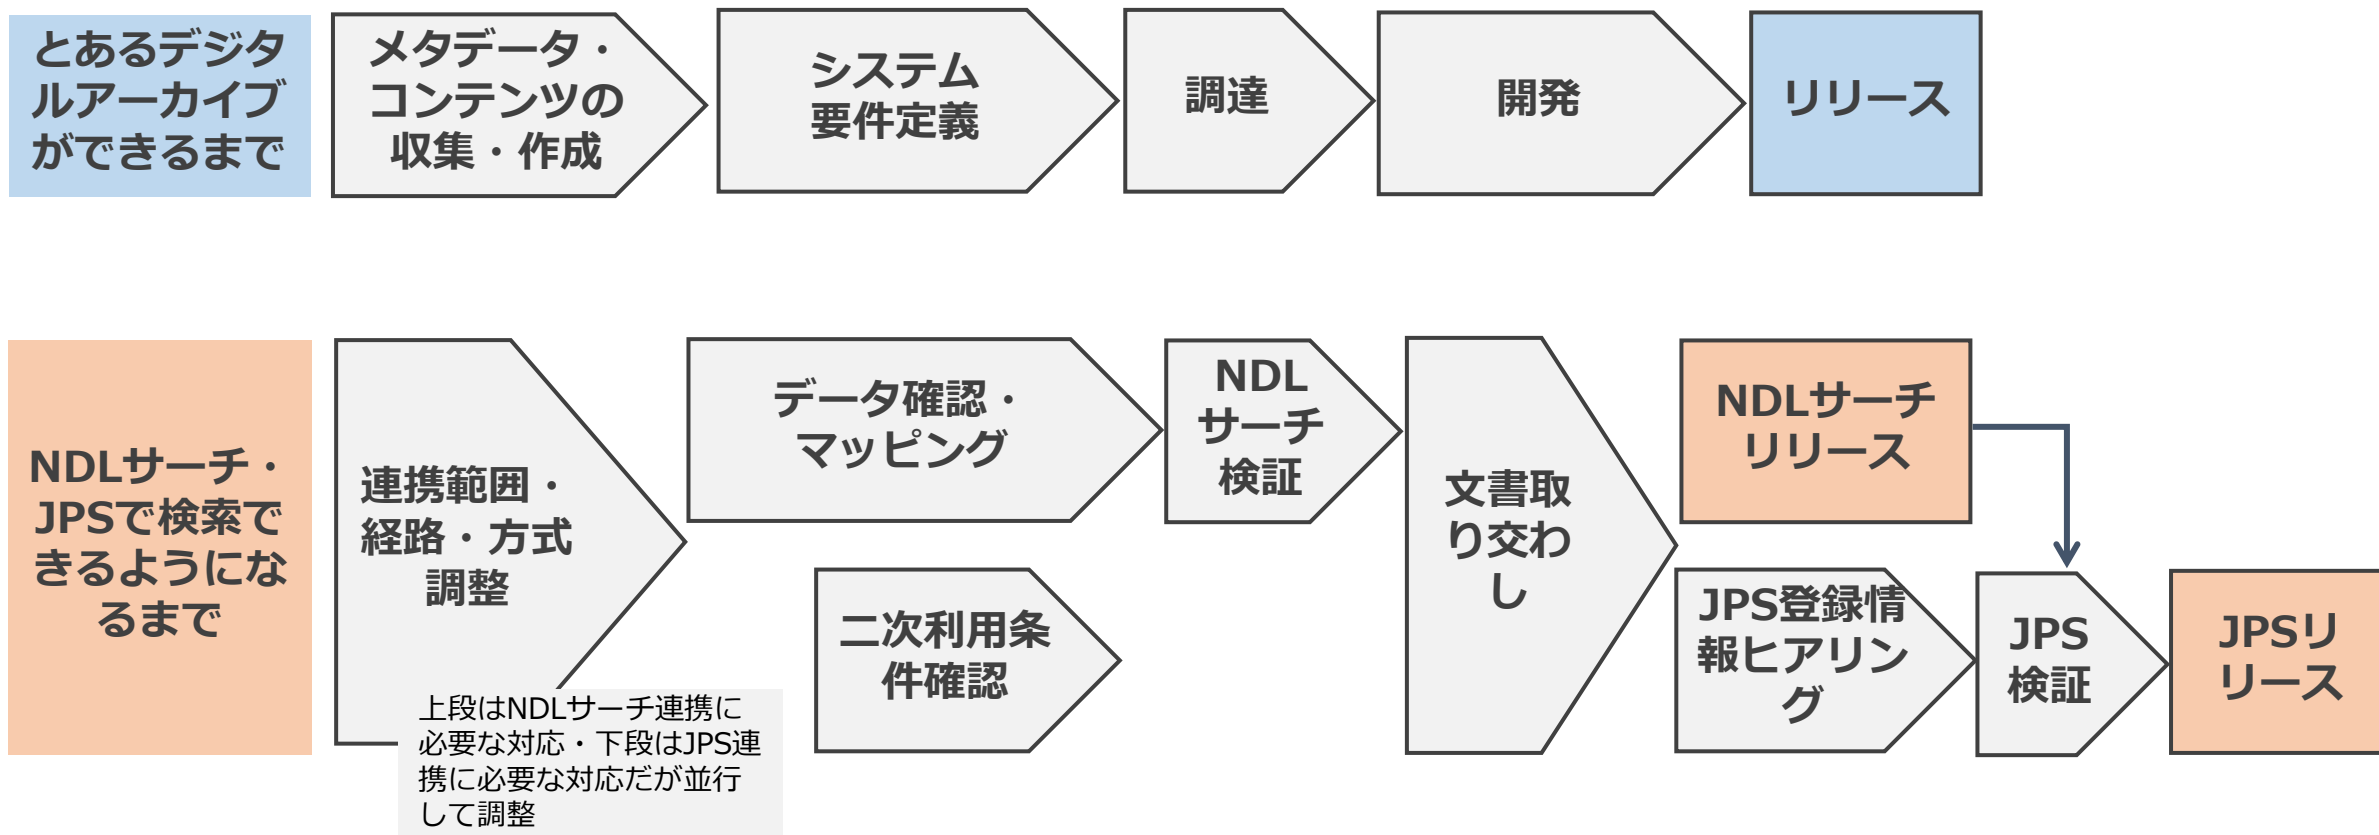 とあるデジタ
ルアーカイブ
ができるまで
メタデータ・
コンテンツの
収集・作成
システム
要件定義
調達
開発
リリース
NDLサーチ・
JPSで検索で
きるようにな
るまで
連携範囲・
経路・方式
調整
データ確認・
マッピング
NDL
サーチ
検証
二次利用条
件確認
上段はNDLサーチ連携に
必要な対応・下段はJPS連
携に必要な対応だが並行
して調整
文書取
り交わ
し
NDLサーチ
リリース
JPS登録情
報ヒアリン
グ
JPS
検証
JPSリ
リース